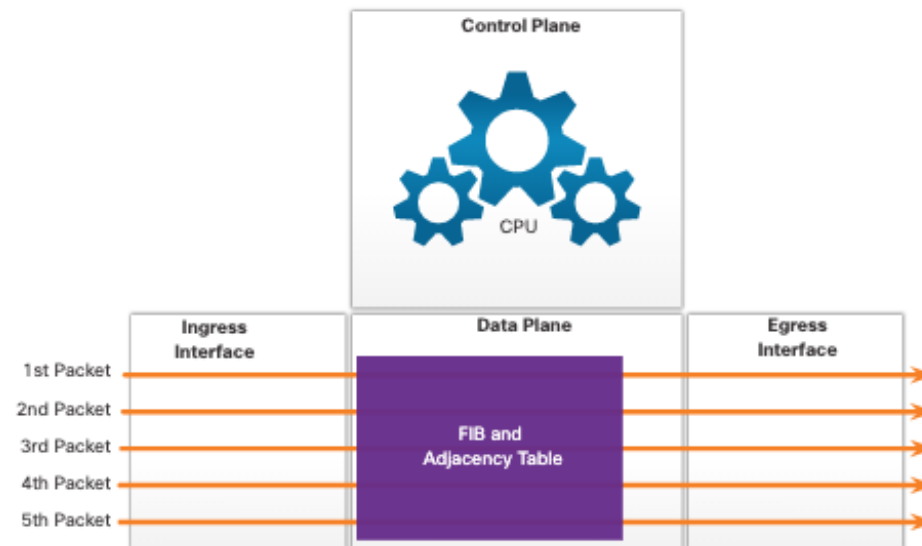 Control Plane
CPU
Ingress
Interface
Data Plane
Egress
Interface
1st Packet
2nd Packet
3rd Packet
4th Packet
5th Packet
FIB and
Adjacency Table